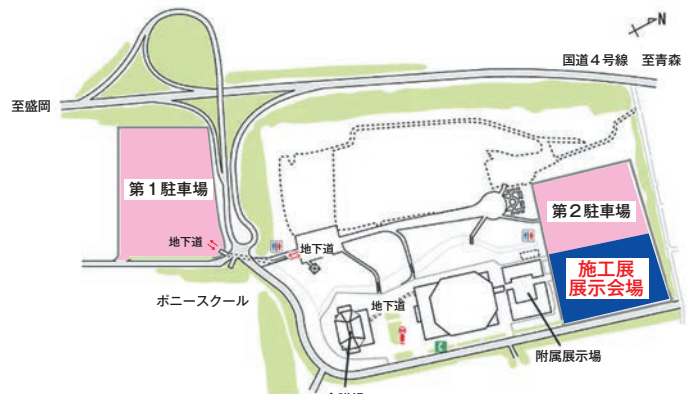 N
国道４号線　至青森
至盛岡
第１駐車場
第２駐車場
地下道
地下道
施工展
展示会場
ポニースクール
地下道
附属展示場